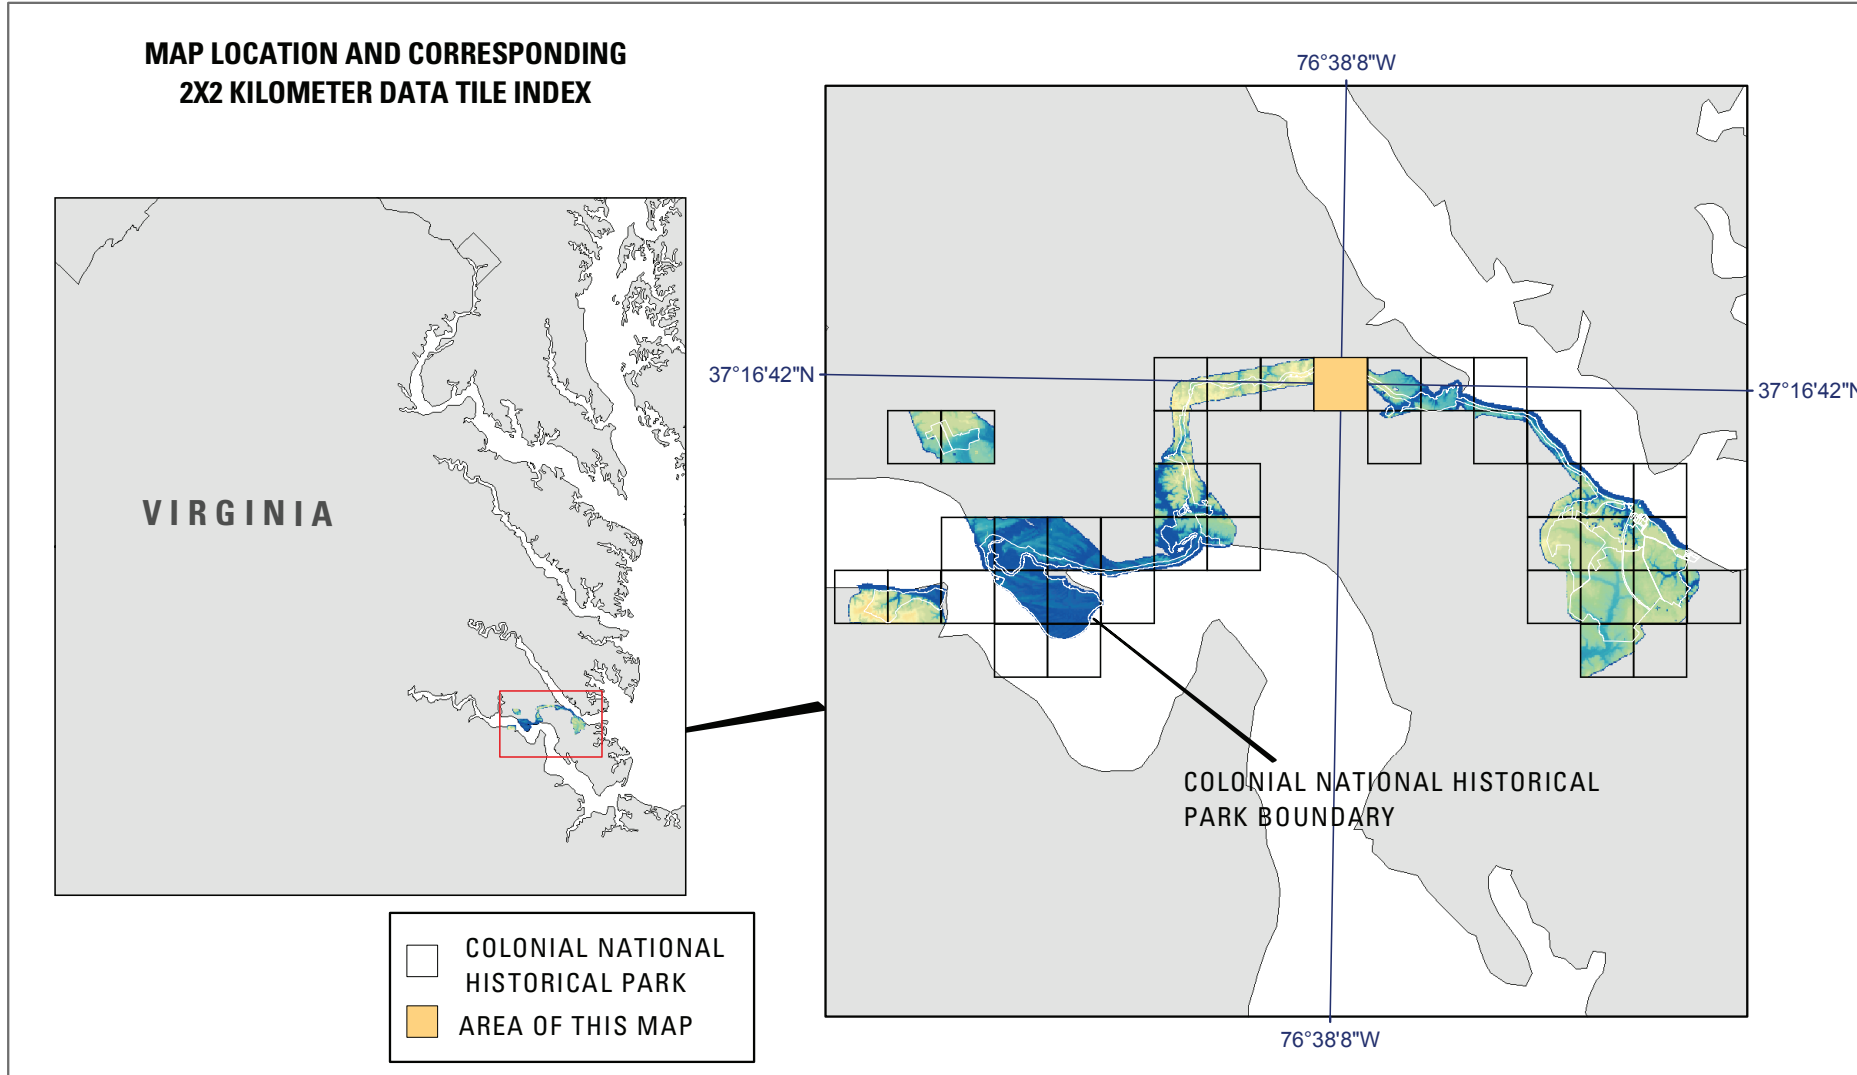 MAP LOCATION AND CORRESPONDING
2X2 KILOMETER DATA TILE INDEX
76°38'8"W
37°16'42"N
37°16'42"N
VIRGINIA
COLONIAL NATIONAL HISTORICAL
PARK BOUNDARY
COLONIAL NATIONAL
HISTORICAL PARK
AREA OF THIS MAP
76°38'8"W